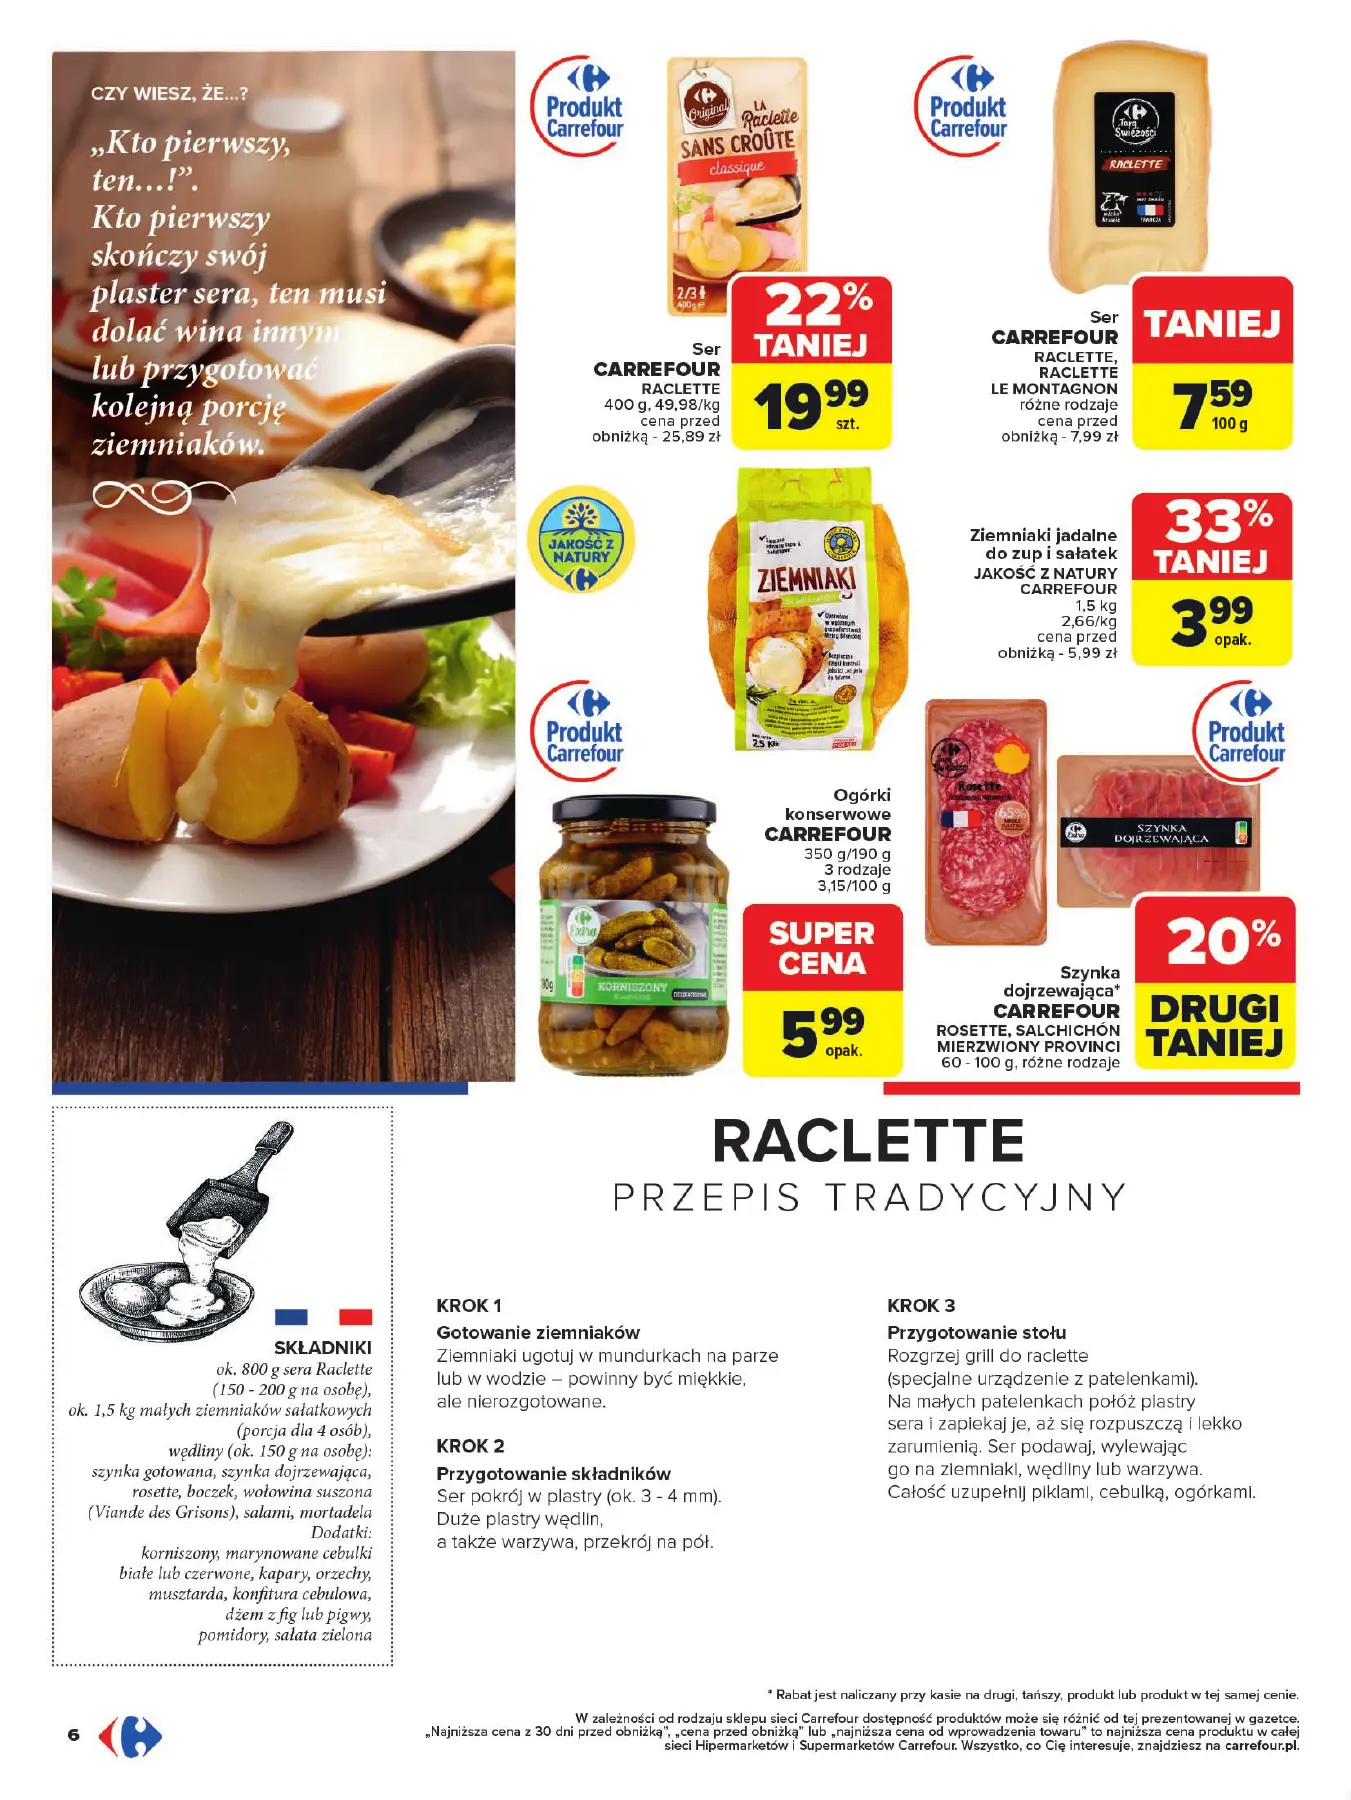 CZY WIESZ, ŻE...?
„Kto pierwszy,
ten...!”.
Kto pierwszy
skończy swój
plaster sera, ten musi
dolać wina innym
lub przygotować
kolejną porcję
ziemniaków.
Produkt
Carrefour
Original
LA
Raclette
SANS CROÛTE
classique
2/3
400g e
22%
TANIEJ
19 99
szt.
Ser
CARREFOUR
RACLETTE
400 g, 49,98/kg
cena przed
obniżką - 25,89 zł
Produkt
Carrefour
Targ
Świeżości
RACLETTE
FRANCJA
Ser
CARREFOUR
RACLETTE,
RACLETTE
LE MONTAGNON
różne rodzaje
cena przed
obniżką - 7,99 zł
TANIEJ
7 59
100 g
JAKOŚĆ Z
NATURY
ZIEMNIAKI
2,5 KG
Ziemniaki jadalne
do zup i sałatek
JAKOŚĆ Z NATURY
CARREFOUR
1,5 kg
2,66/kg
cena przed
obniżką - 5,99 zł
33%
TANIEJ
3 99
opak.
Produkt
Carrefour
Extra
KORNISZONY
Ogórki
konserwowe
CARREFOUR
350 g/190 g
3 rodzaje
3,15/100 g
SUPER
CENA
5 99
opak.
Produkt
Carrefour
Targ
Świeżości
Rosette
65%
Extra
SZYNKA
DOJRZEWAJĄCA
Szynka
dojrzewająca*
CARREFOUR
ROSETTE, SALCHICHÓN
MIERZWIONY PROVINCI
60 - 100 g, różne rodzaje
20%
DRUGI
TANIEJ
RACLETTE
PRZEPIS TRADYCYJNY
SKŁADNIKI
ok. 800 g sera Raclette
(150 - 200 g na osobę),
ok. 1,5 kg małych ziemniaków sałatkowych
(porcja dla 4 osób),
wędliny (ok. 150 g na osobę):
szynka gotowana, szynka dojrzewająca,
rosette, boczek, wołowina suszona
(Viande des Grisons), salami, mortadela
Dodatki:
korniszony, marynowane cebulki
białe lub czerwone, kapary, orzechy,
musztarda, konfitura cebulowa,
dżem z fig lub pigwy,
pomidory, sałata zielona
KROK 1
Gotowanie ziemniaków
Ziemniaki ugotuj w mundurkach na parze
lub w wodzie – powinny być miękkie,
ale nierozgotowane.
KROK 2
Przygotowanie składników
Ser pokrój w plastry (ok. 3 - 4 mm).
Duże plastry wędlin,
a także warzywa, przekrój na pół.
KROK 3
Przygotowanie stołu
Rozgrzej grill do raclette
(specjalne urządzenie z patelenkami).
Na małych patelenkach połóż plastry
sera i zapiekaj je, aż się rozpuszczą i lekko
zarumienią. Ser podawaj, wylewając
go na ziemniaki, wędliny lub warzywa.
Całość uzupełnij piklami, cebulką, ogórkami.
* Rabat jest naliczany przy kasie na drugi, tańszy, produkt lub produkt w tej samej cenie.
W zależności od rodzaju sklepu sieci Carrefour dostępność produktów może się różnić od tej prezentowanej w gazetce.
„Najniższa cena z 30 dni przed obniżką”, „cena przed obniżką” lub „najniższa cena od wprowadzenia towaru” to najniższa cena produktu w całej
sieci Hipermarketów i Supermarketów Carrefour. Wszystko, co Cię interesuje, znajdziesz na carrefour.pl.
6